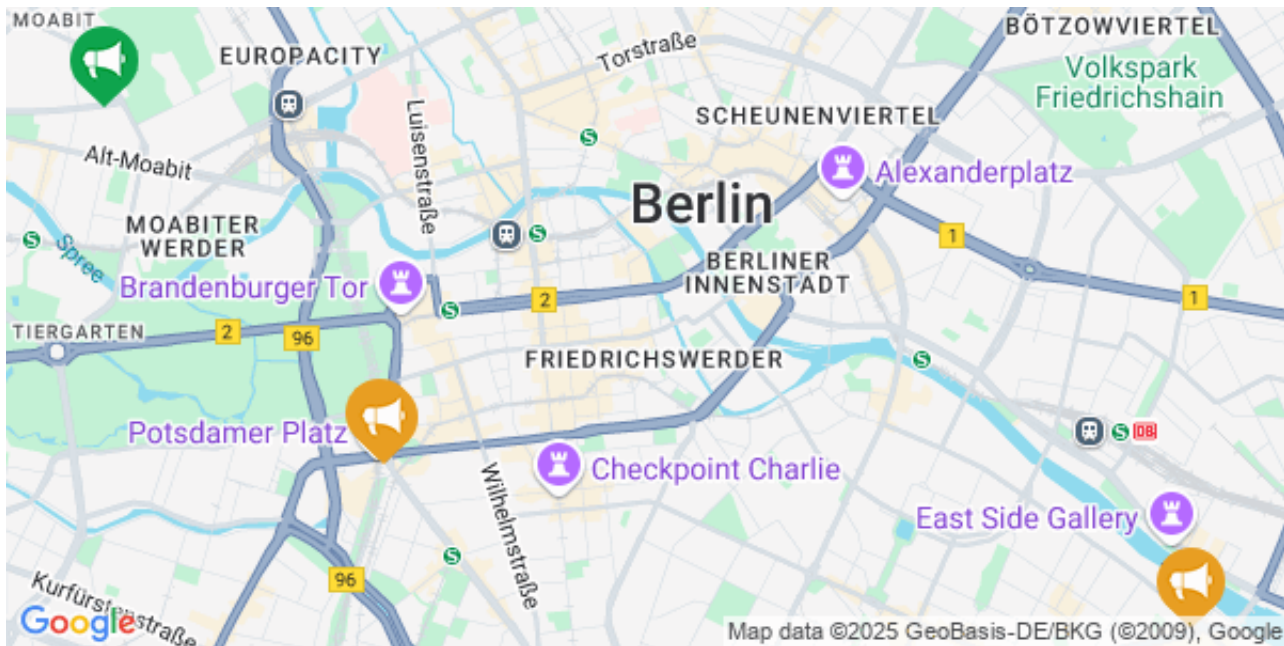 MOABIT
EUROPACITY
Torstraße
BÖTZOWVIERTEL
Volkspark
Friedrichshain
Luisenstraße
SCHEUNENVIERTEL
S
Alt-Moabit
Alexanderplatz
Berlin
MOABITER
WERDER
S
Spree
S
1
BERLINER
INNENSTADT
Brandenburger Tor
2
1
S
TIERGARTEN
2
96
FRIEDRICHSWERDER
S
Potsdamer Platz
S
DB
Checkpoint Charlie
Wilhelmstraße
East Side Gallery
S
96
Kurfürstenstraße
Google
Map data ©2025 GeoBasis-DE/BKG (©2009), Google